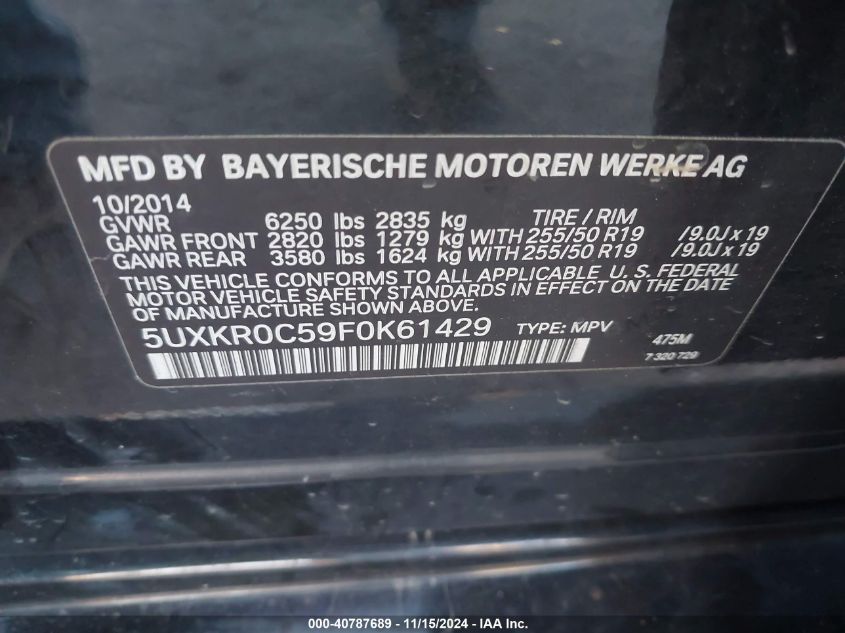 MFD BY BAYERISCHE MOTOREN WERKE AG
10/2014
GVWR 6250 lbs 2835 kg TIRE / RIM
GAWR FRONT 2820 lbs 1279 kg WITH 255/50 R19 /9.0J x 19
GAWR REAR 3580 lbs 1624 kg WITH 255/50 R19 /9.0J x 19
THIS VEHICLE CONFORMS TO ALL APPLICABLE U. S. FEDERAL
MOTOR VEHICLE SAFETY STANDARDS IN EFFECT ON THE DATE
OF MANUFACTURE SHOWN ABOVE.
5UXKR0C59F0K61429 TYPE: MPV 475M
7 320 729
000-40787689 - 11/15/2024 - IAA Inc.